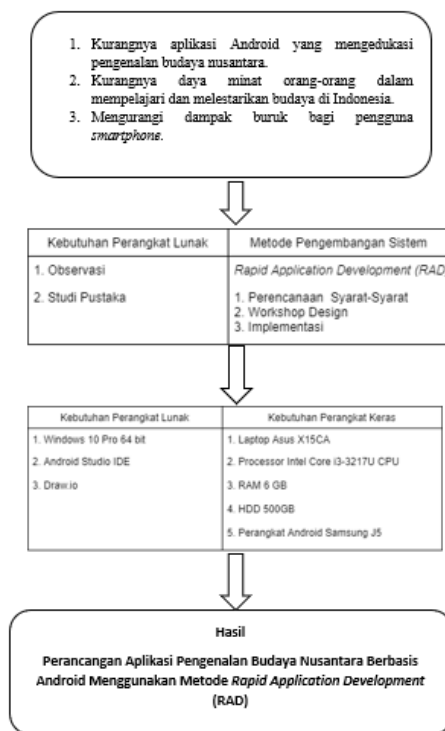 1. Kurangnya aplikasi Android yang mengedukasi
pengenalan budaya nusantara.
2. Kurangnya daya minat orang-orang dalam
mempelajari dan melestarikan budaya di Indonesia.
3. Mengurangi dampak buruk bagi pengguna
smartphone.
Kebutuhan Perangkat Lunak
1. Observasi
2. Studi Pustaka
Metode Pengembangan Sistem
Rapid Application Development (RAD)
1. Perencanaan Syarat-Syarat
2. Workshop Design
3. Implementasi
Kebutuhan Perangkat Lunak
1. Windows 10 Pro 64 bit
2. Android Studio IDE
3. Draw.io
Kebutuhan Perangkat Keras
1. Laptop Asus X15CA
2. Processor Intel Core i3-3217U CPU
3. RAM 6 GB
4. HDD 500GB
5. Perangkat Android Samsung J5
Hasil
Perancangan Aplikasi Pengenalan Budaya Nusantara Berbasis
Android Menggunakan Metode Rapid Application Development
(RAD)